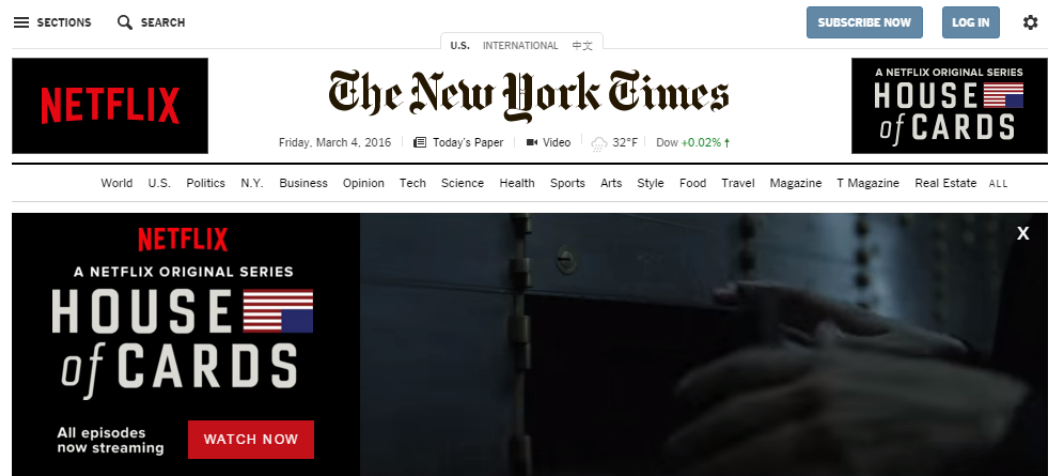 SECTIONS SEARCH SUBSCRIBE NOW LOG IN
U.S. INTERNATIONAL 中文
NETFLIX
The New York Times
A NETFLIX ORIGINAL SERIES
HOUSE
of CARDS
Friday, March 4, 2016 Today's Paper Video 32°F Dow +0.02% ↑
World U.S. Politics N.Y. Business Opinion Tech Science Health Sports Arts Style Food Travel Magazine T Magazine Real Estate ALL
X
NETFLIX
A NETFLIX ORIGINAL SERIES
HOUSE
of CARDS
All episodes
now streaming
WATCH NOW